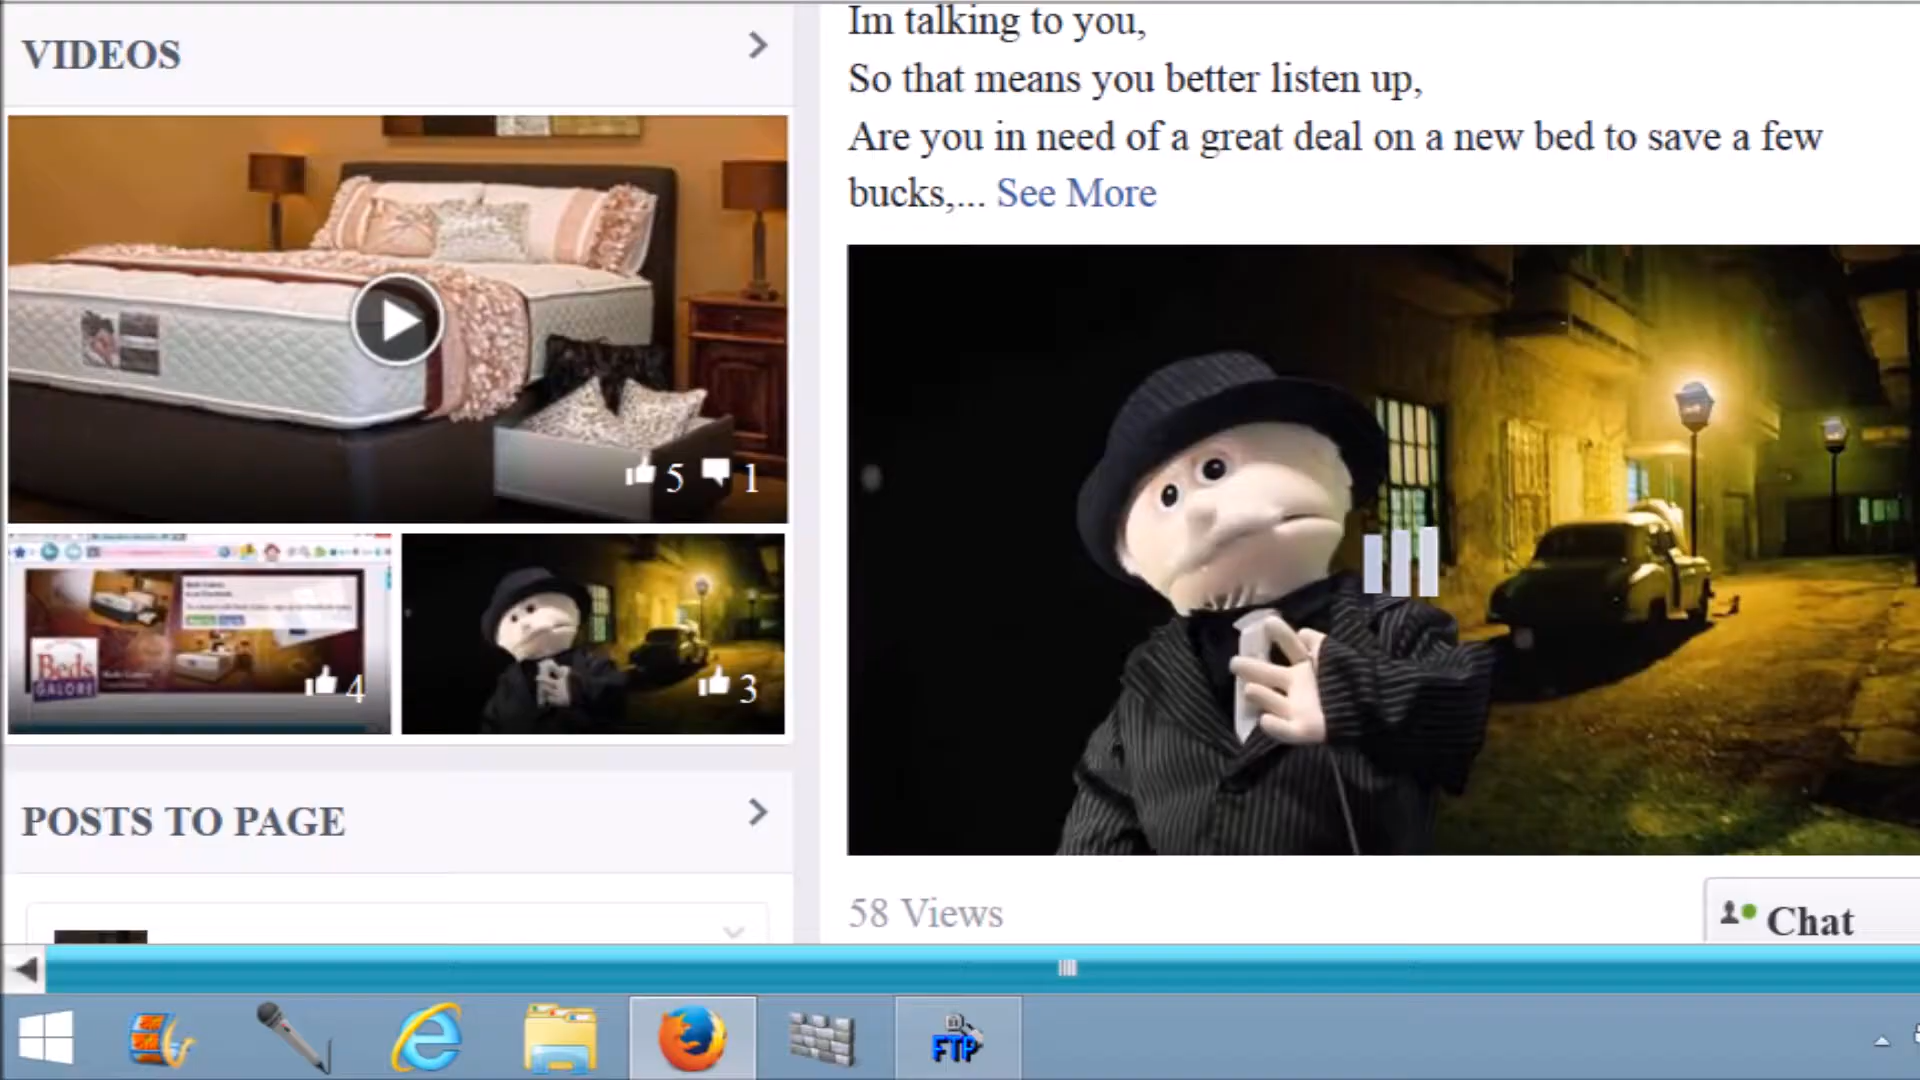 VIDEOS
5 1
4
3
Beds
GALORE
POSTS TO PAGE
Im talking to you,
So that means you better listen up,
Are you in need of a great deal on a new bed to save a few
bucks,... See More
58 Views
Chat
FTP